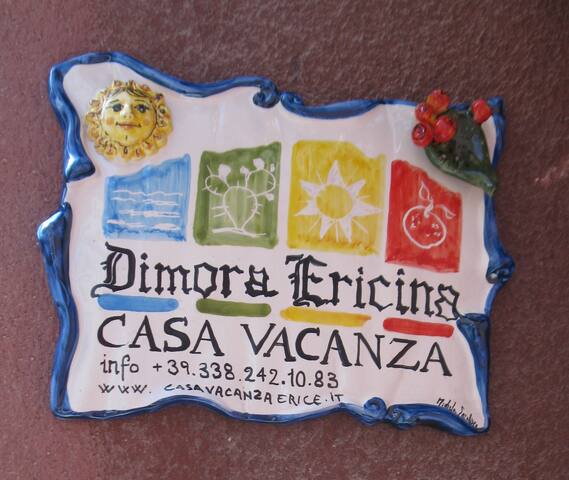 Dimora Ericina
CASA VACANZA
info +39.338.242.10.83
www. CASAVACANZAERICE.IT